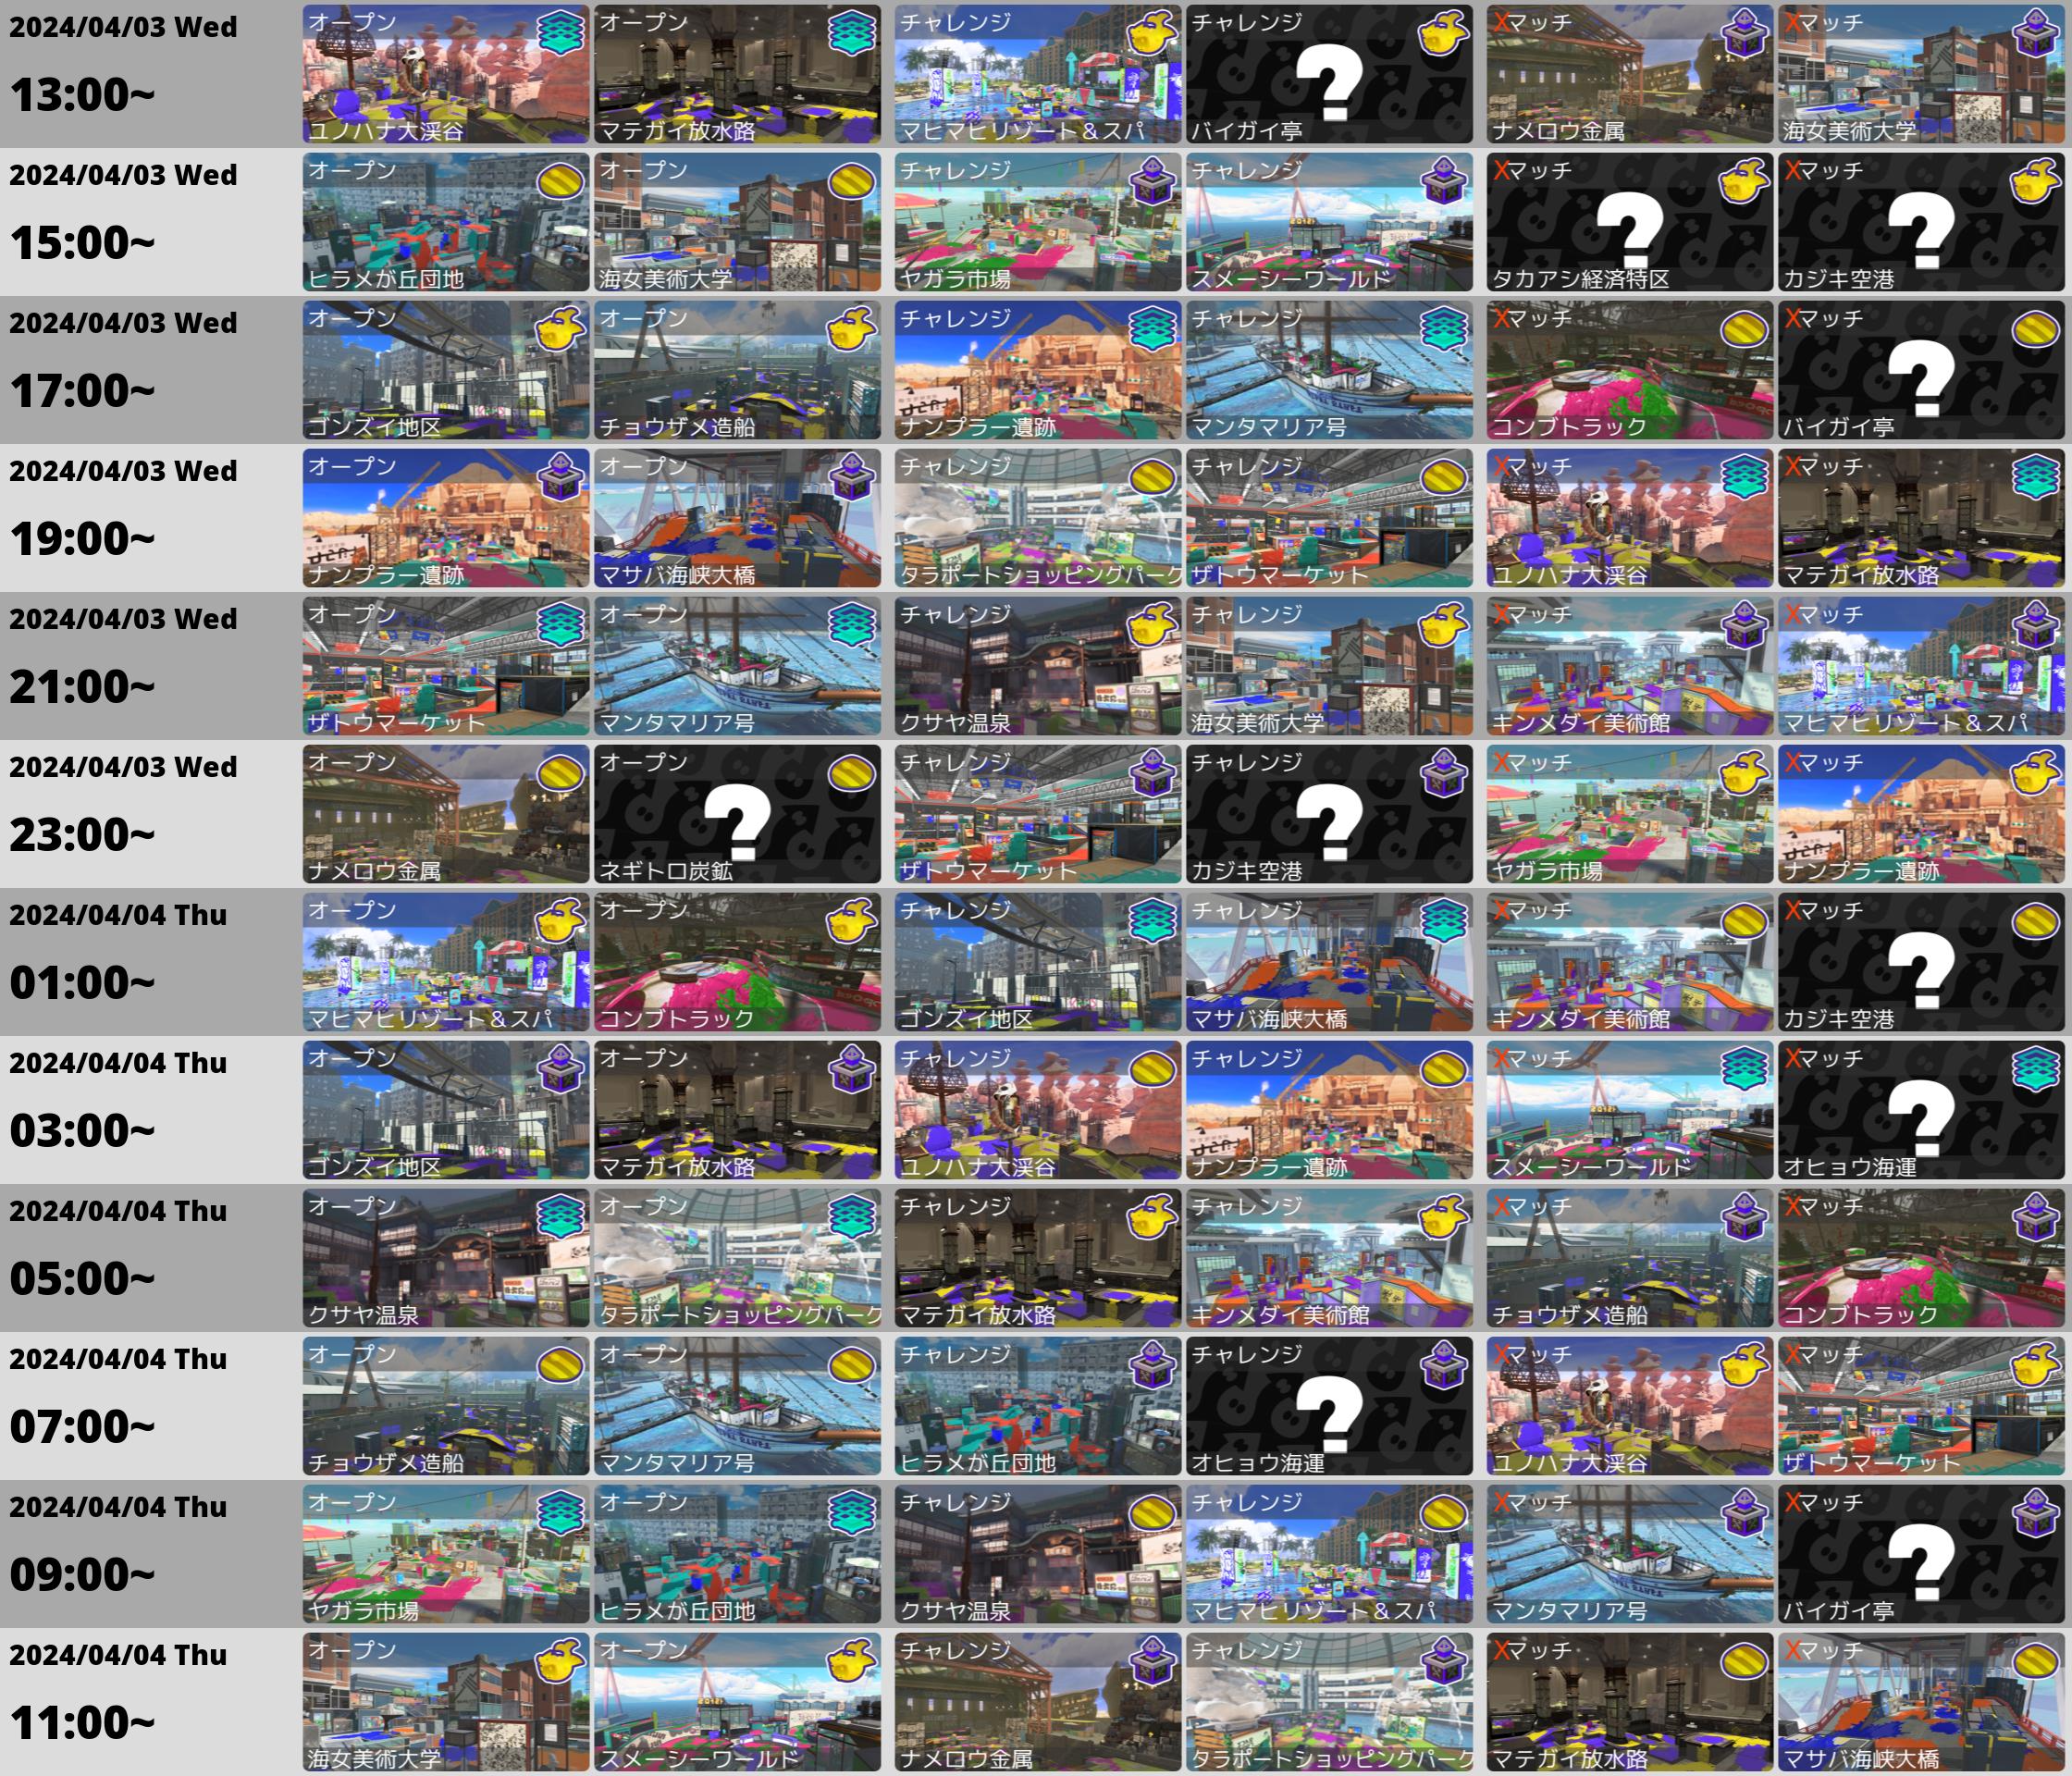 2024/04/03 Wed
13:00~
オープン
ユノハナ大渓谷
オープン
マテガイ放水路
チャレンジ
マヒマヒリゾート＆スパ
チャレンジ
バイガイ亭
Xマッチ
ナメロウ金属
Xマッチ
海女美術大学
2024/04/03 Wed
15:00~
オープン
ヒラメが丘団地
オープン
海女美術大学
チャレンジ
ヤガラ市場
チャレンジ
スメーシーワールド
Xマッチ
タカアシ経済特区
Xマッチ
カジキ空港
2024/04/03 Wed
17:00~
オープン
ゴンズイ地区
オープン
チョウザメ造船
チャレンジ
ナンプラー遺跡
チャレンジ
マンタマリア号
Xマッチ
コンブトラック
Xマッチ
バイガイ亭
2024/04/03 Wed
19:00~
オープン
ナンプラー遺跡
オープン
マサバ海峡大橋
チャレンジ
タラポートショッピングパーク
チャレンジ
ザトウマーケット
Xマッチ
ユノハナ大渓谷
Xマッチ
マテガイ放水路
2024/04/03 Wed
21:00~
オープン
ザトウマーケット
オープン
マンタマリア号
チャレンジ
クサヤ温泉
チャレンジ
海女美術大学
Xマッチ
キンメダイ美術館
Xマッチ
マヒマヒリゾート＆スパ
2024/04/03 Wed
23:00~
オープン
ナメロウ金属
オープン
ネギトロ炭鉱
チャレンジ
ザトウマーケット
チャレンジ
カジキ空港
Xマッチ
ヤガラ市場
Xマッチ
ナンプラー遺跡
2024/04/04 Thu
01:00~
オープン
マヒマヒリゾート＆スパ
オープン
コンブトラック
チャレンジ
ゴンズイ地区
チャレンジ
マサバ海峡大橋
Xマッチ
キンメダイ美術館
Xマッチ
カジキ空港
2024/04/04 Thu
03:00~
オープン
ゴンズイ地区
オープン
マテガイ放水路
チャレンジ
ユノハナ大渓谷
チャレンジ
ナンプラー遺跡
Xマッチ
スメーシーワールド
Xマッチ
オヒョウ海運
2024/04/04 Thu
05:00~
オープン
クサヤ温泉
オープン
タラポートショッピングパーク
チャレンジ
マテガイ放水路
チャレンジ
キンメダイ美術館
Xマッチ
チョウザメ造船
Xマッチ
コンブトラック
2024/04/04 Thu
07:00~
オープン
チョウザメ造船
オープン
マンタマリア号
チャレンジ
ヒラメが丘団地
チャレンジ
オヒョウ海運
Xマッチ
ユノハナ大渓谷
Xマッチ
ザトウマーケット
2024/04/04 Thu
09:00~
オープン
ヤガラ市場
オープン
ヒラメが丘団地
チャレンジ
クサヤ温泉
チャレンジ
マヒマヒリゾート＆スパ
Xマッチ
マンタマリア号
Xマッチ
バイガイ亭
2024/04/04 Thu
11:00~
オープン
海女美術大学
オープン
スメーシーワールド
チャレンジ
ナメロウ金属
チャレンジ
タラポートショッピングパーク
Xマッチ
マテガイ放水路
Xマッチ
マサバ海峡大橋